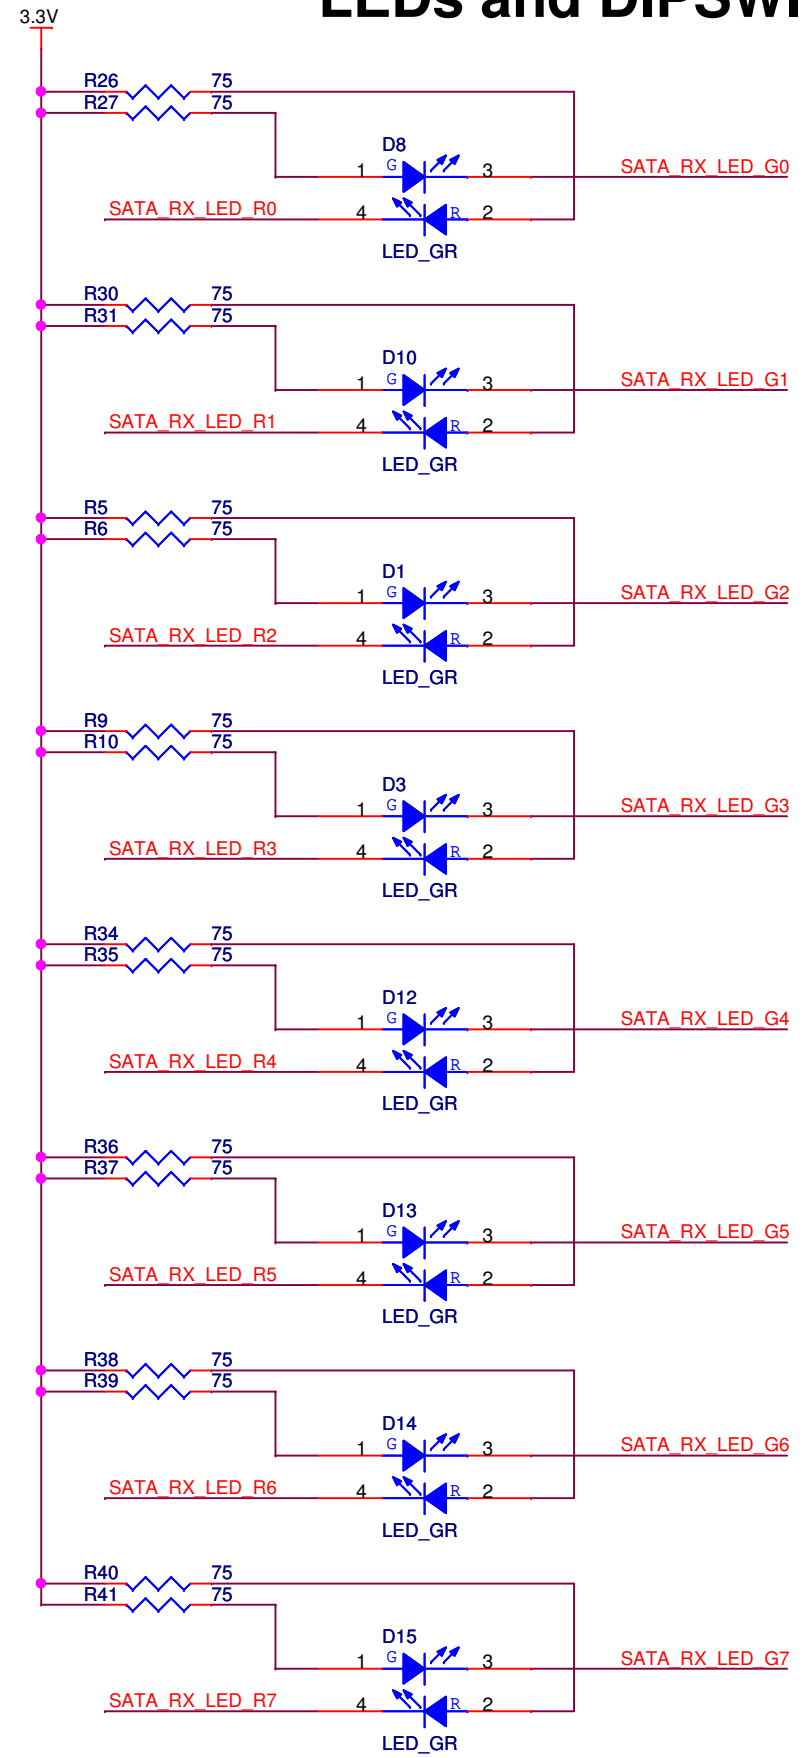 LEDs and DIPSW
3.3V
R26 75
R27 75
D8
1 G 3 SATA_RX_LED_G0
SATA_RX_LED_R0 4 R 2
LED_GR
R30 75
R31 75
D10
1 G 3 SATA_RX_LED_G1
SATA_RX_LED_R1 4 R 2
LED_GR
R5 75
R6 75
D1
1 G 3 SATA_RX_LED_G2
SATA_RX_LED_R2 4 R 2
LED_GR
R9 75
R10 75
D3
1 G 3 SATA_RX_LED_G3
SATA_RX_LED_R3 4 R 2
LED_GR
R34 75
R35 75
D12
1 G 3 SATA_RX_LED_G4
SATA_RX_LED_R4 4 R 2
LED_GR
R36 75
R37 75
D13
1 G 3 SATA_RX_LED_G5
SATA_RX_LED_R5 4 R 2
LED_GR
R38 75
R39 75
D14
1 G 3 SATA_RX_LED_G6
SATA_RX_LED_R6 4 R 2
LED_GR
R40 75
R41 75
D15
1 G 3 SATA_RX_LED_G7
SATA_RX_LED_R7 4 R 2
LED_GR